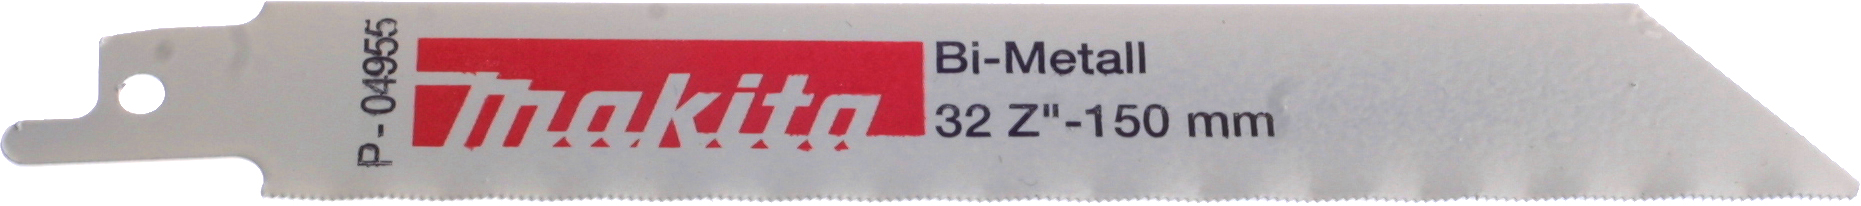 P-04955
makita
Bi-Metall
32 Z"-150 mm